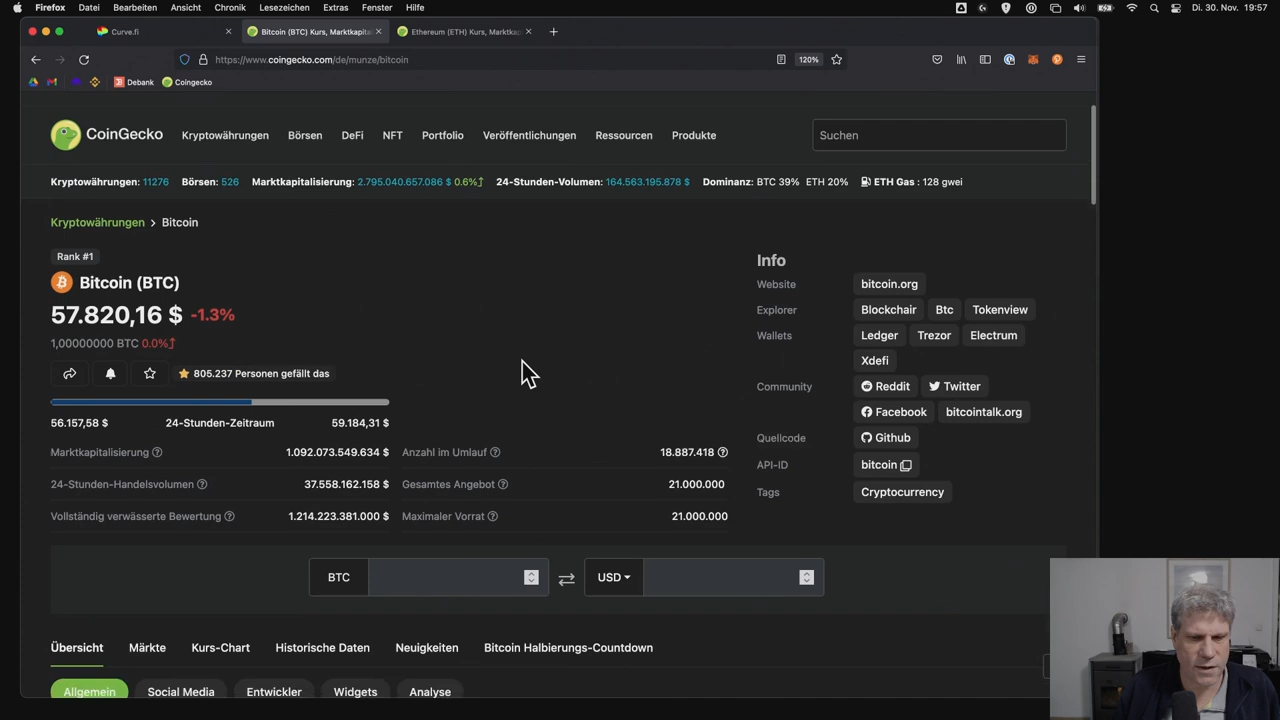 Firefox Datei Bearbeiten Ansicht Chronik Lesezeichen Extras Fenster Hilfe Di. 30. Nov. 19:57
Curve.fi Bitcoin (BTC) Kurs, Marktkapital Ethereum (ETH) Kurs, Marktkap
https://www.coingecko.com/de/munze/bitcoin 120%
Debank Coingecko
CoinGecko Kryptowährungen Börsen DeFi NFT Portfolio Veröffentlichungen Ressourcen Produkte Suchen
Kryptowährungen: 11276 Börsen: 526 Marktkapitalisierung: 2.795.040.657.086 $ 0.6% 24-Stunden-Volumen: 164.563.195.878 $ Dominanz: BTC 39% ETH 20% ETH Gas : 128 gwei
Kryptowährungen > Bitcoin
Rank #1
Bitcoin (BTC)
57.820,16 $ -1.3%
1,00000000 BTC 0.0%
805.237 Personen gefällt das
56.157,58 $ 24-Stunden-Zeitraum 59.184,31 $
Marktkapitalisierung 1.092.073.549.634 $ Anzahl im Umlauf 18.887.418
24-Stunden-Handelsvolumen 37.558.162.158 $ Gesamtes Angebot 21.000.000
Vollständig verwässerte Bewertung 1.214.223.381.000 $ Maximaler Vorrat 21.000.000
Info
Website bitcoin.org
Explorer Blockchair Btc Tokenview
Wallets Ledger Trezor Electrum
Xdefi
Community Reddit Twitter
Facebook bitcointalk.org
Quellcode Github
API-ID bitcoin
Tags Cryptocurrency
BTC USD
Übersicht Märkte Kurs-Chart Historische Daten Neuigkeiten Bitcoin Halbierungs-Countdown
Allgemein Social Media Entwickler Widgets Analyse